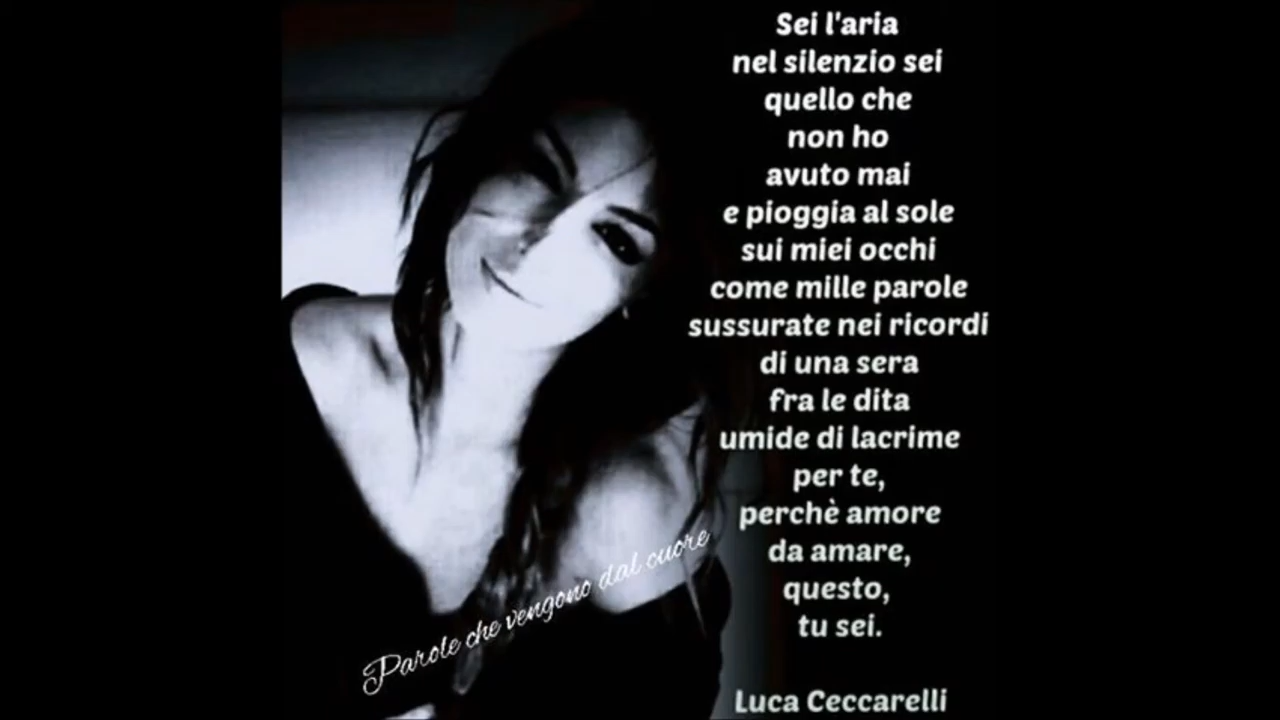 Sei l'aria
nel silenzio sei
quello che
non ho
avuto mai
e pioggia al sole
sui miei occhi
come mille parole
sussurate nei ricordi
di una sera
fra le dita
umide di lacrime
per te,
perchè amore
da amare,
questo,
tu sei.
Luca Ceccarelli
Parole che vengono dal cuore